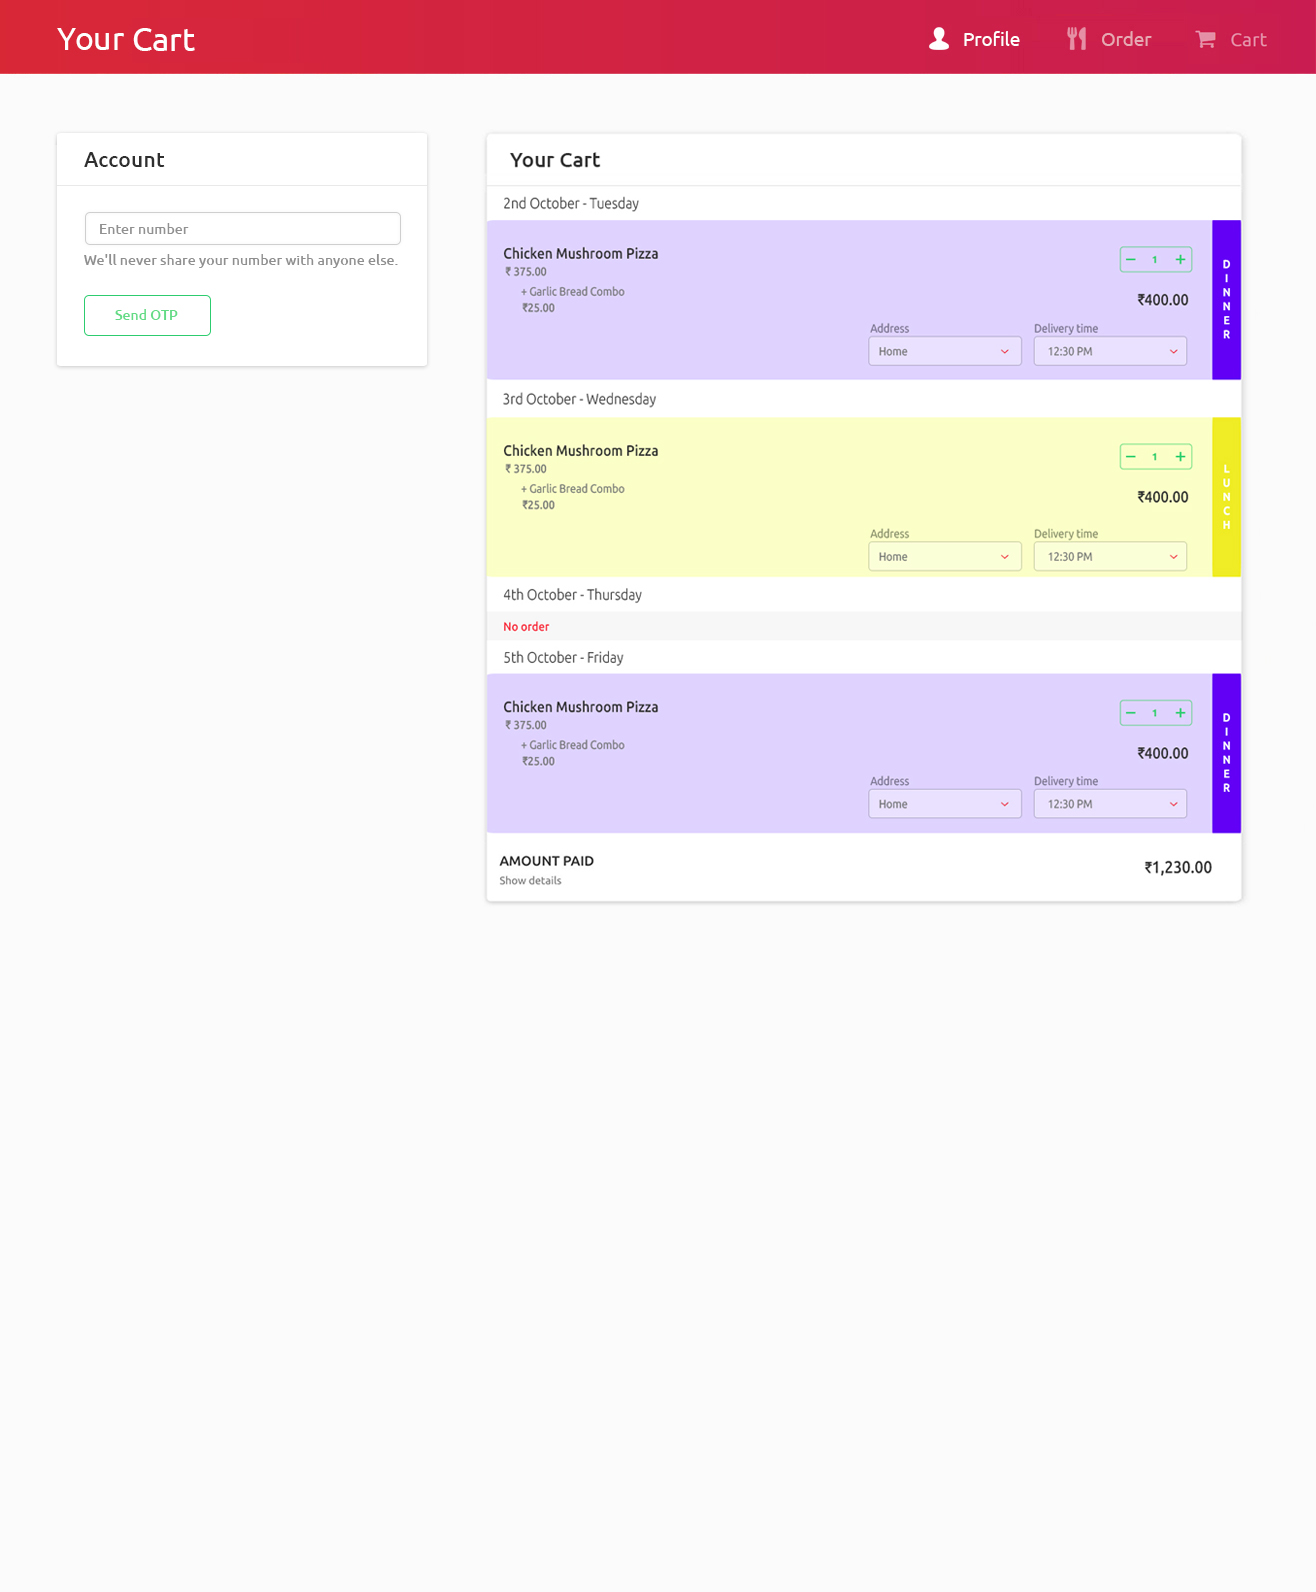 Your Cart
Profile
Order
Cart
Account
Enter number
We'll never share your number with anyone else.
Send OTP
Your Cart
2nd October - Tuesday
Chicken Mushroom Pizza
₹ 375.00
+ Garlic Bread Combo
₹25.00
1
₹400.00
Address
Delivery time
Home
12:30 PM
DINNER
3rd October - Wednesday
Chicken Mushroom Pizza
₹ 375.00
+ Garlic Bread Combo
₹25.00
1
₹400.00
Address
Delivery time
Home
12:30 PM
LUNCH
4th October - Thursday
No order
5th October - Friday
Chicken Mushroom Pizza
₹ 375.00
+ Garlic Bread Combo
₹25.00
1
₹400.00
Address
Delivery time
Home
12:30 PM
DINNER
AMOUNT PAID
Show details
₹1,230.00